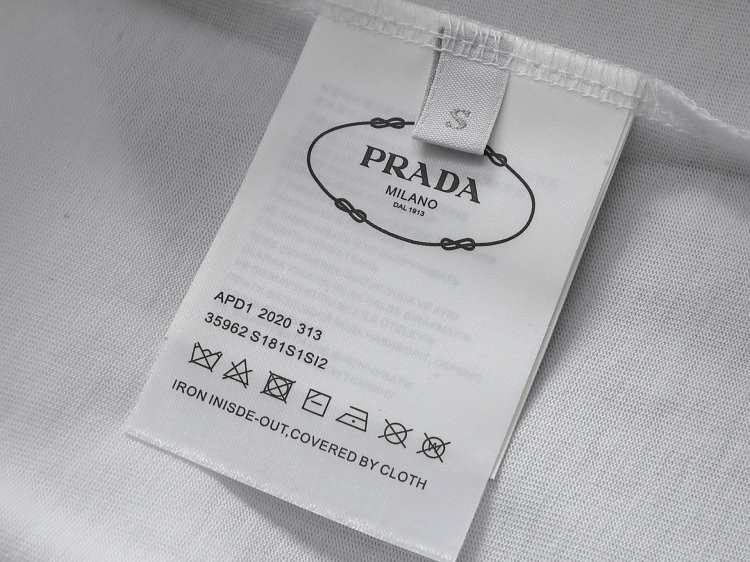 S
PRADA
MILANO
DAL 1913
APD1 2020 313
35962 S181S1SI2
IRON INISDE-OUT,COVERED BY CLOTH